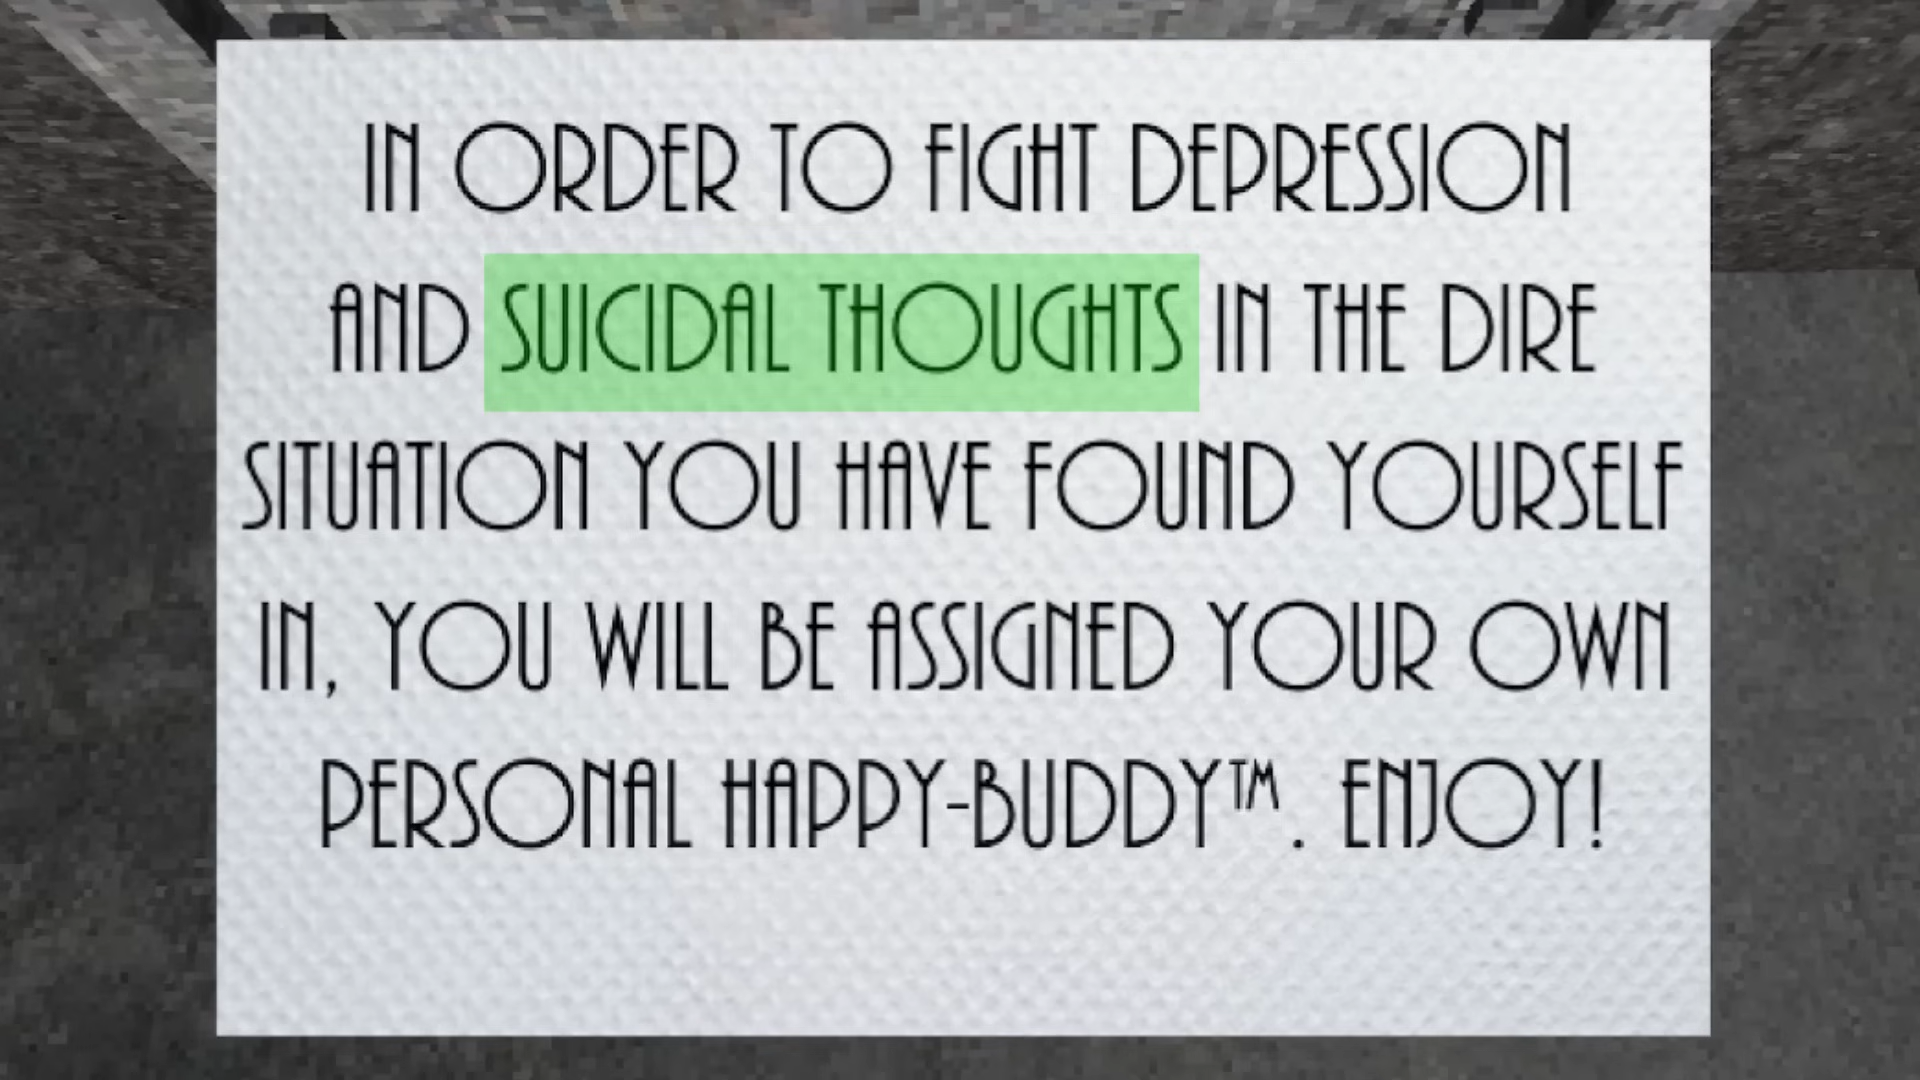 IN ORDER TO FIGHT DEPRESSION
AND SUICIDAL THOUGHTS IN THE DIRE
SITUATION YOU HAVE FOUND YOURSELF
IN, YOU WILL BE ASSIGNED YOUR OWN
PERSONAL HAPPY-BUDDY™. ENJOY!